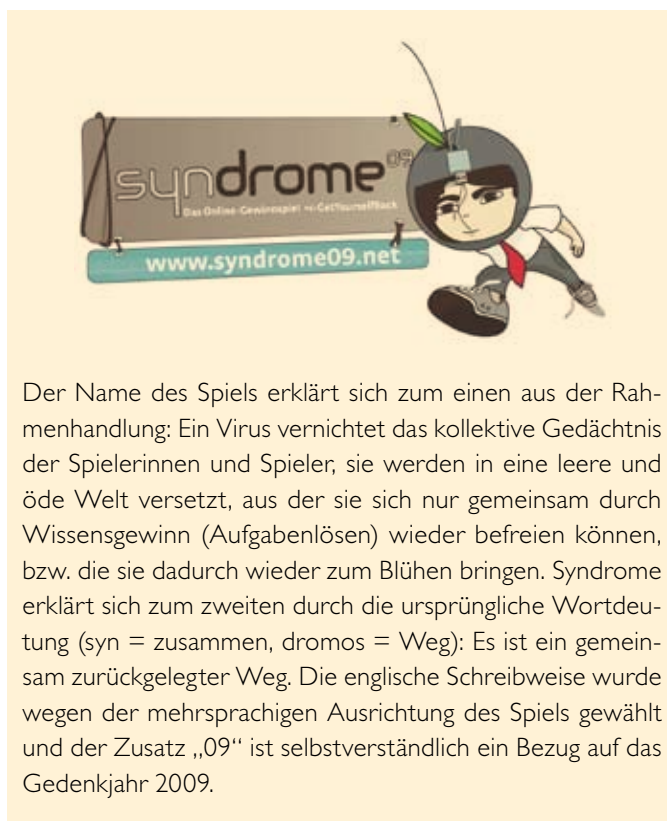 syndrome 09
Das Online-Gewinnspiel
GetYourselfBack
www.syndrome09.net
Der Name des Spiels erklärt sich zum einen aus der Rah-
menhandlung: Ein Virus vernichtet das kollektive Gedächtnis
der Spielerinnen und Spieler, sie werden in eine leere und
öde Welt versetzt, aus der sie sich nur gemeinsam durch
Wissensgewinn (Aufgabenlösen) wieder befreien können,
bzw. die sie dadurch wieder zum Blühen bringen. Syndrome
erklärt sich zum zweiten durch die ursprüngliche Wortdeu-
tung (syn = zusammen, dromos = Weg): Es ist ein gemein-
sam zurückgelegter Weg. Die englische Schreibweise wurde
wegen der mehrsprachigen Ausrichtung des Spiels gewählt
und der Zusatz „09“ ist selbstverständlich ein Bezug auf das
Gedenkjahr 2009.